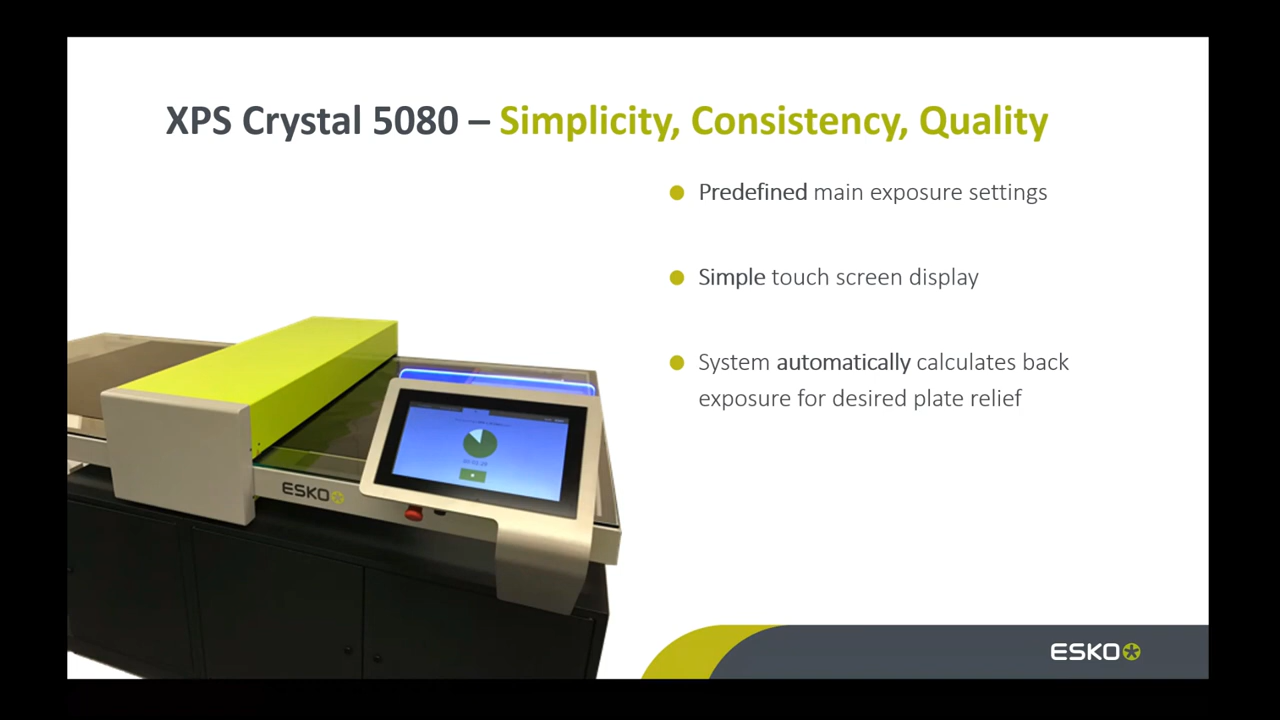 XPS Crystal 5080 – Simplicity, Consistency, Quality
Predefined main exposure settings
Simple touch screen display
System automatically calculates back
exposure for desired plate relief
ESKO
ESKO